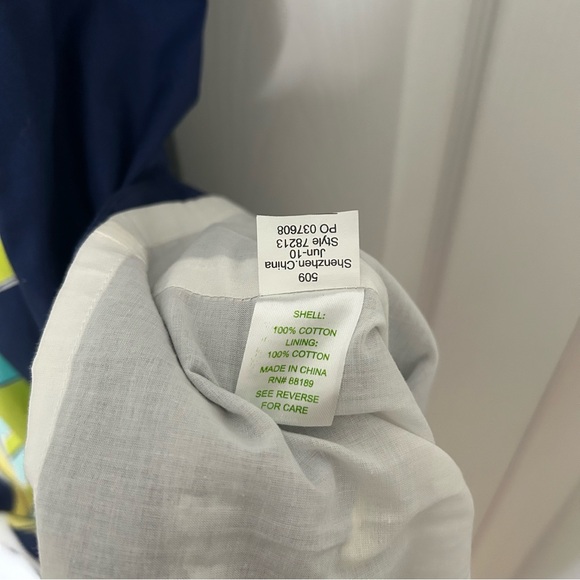 509
Shenzhen.China
Jun-10
Style 78213
PO 037608
SHELL:
100% COTTON
LINING:
100% COTTON
MADE IN CHINA
RN# 88189
SEE REVERSE
FOR CARE